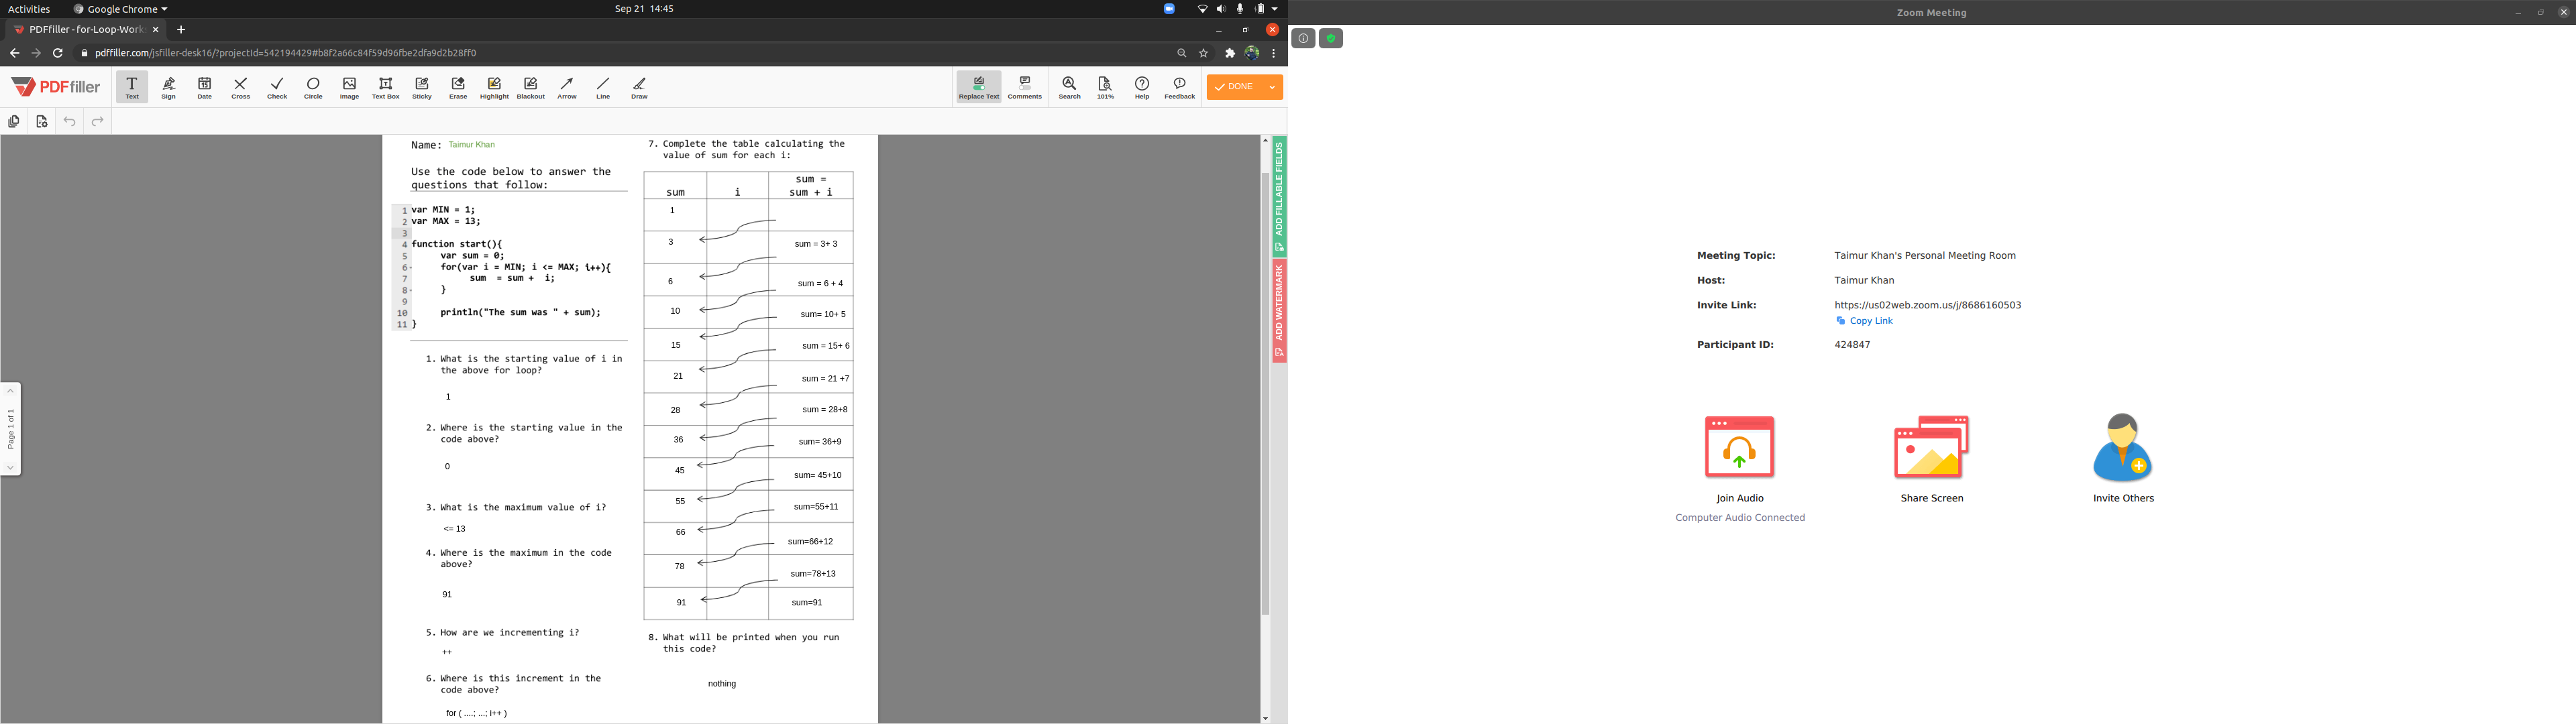 Activities
Google Chrome
Sep 21 14:45
Zoom Meeting
PDFfiller - for-Loop-Work
pdffiller.com/jsfiller-desk16/?projectId=542194429#b8f2a66c84f59d96fbe2dfa9d2b28ff0
PDFfiller
Text
Sign
Date
Cross
Check
Circle
Image
Text Box
Sticky
Erase
Highlight
Blackout
Arrow
Line
Draw
Replace Text
Comments
Search
101%
Help
Feedback
DONE
Page 1 of 1
Name: Taimur Khan
Use the code below to answer the
questions that follow:
1 var MIN = 1;
2 var MAX = 13;
3
4 function start(){
5 var sum = 0;
6 for(var i = MIN; i <= MAX; i++){
7 sum = sum + i;
8 }
9
10 println("The sum was " + sum);
11 }
1. What is the starting value of i in
the above for loop?
1
2. Where is the starting value in the
code above?
0
3. What is the maximum value of i?
<= 13
4. Where is the maximum in the code
above?
91
5. How are we incrementing i?
++
6. Where is this increment in the
code above?
for ( ....; ...; i++ )
7. Complete the table calculating the
value of sum for each i:
sum i sum =
sum + i
1
3 sum = 3+ 3
6 sum = 6 + 4
10 sum= 10+ 5
15 sum = 15+ 6
21 sum = 21 +7
28 sum = 28+8
36 sum= 36+9
45 sum= 45+10
55 sum=55+11
66 sum=66+12
78 sum=78+13
91 sum=91
8. What will be printed when you run
this code?
nothing
ADD FILLABLE FIELDS
ADD WATERMARK
Meeting Topic: Taimur Khan's Personal Meeting Room
Host: Taimur Khan
Invite Link: https://us02web.zoom.us/j/8686160503
Copy Link
Participant ID: 424847
Join Audio
Computer Audio Connected
Share Screen
Invite Others